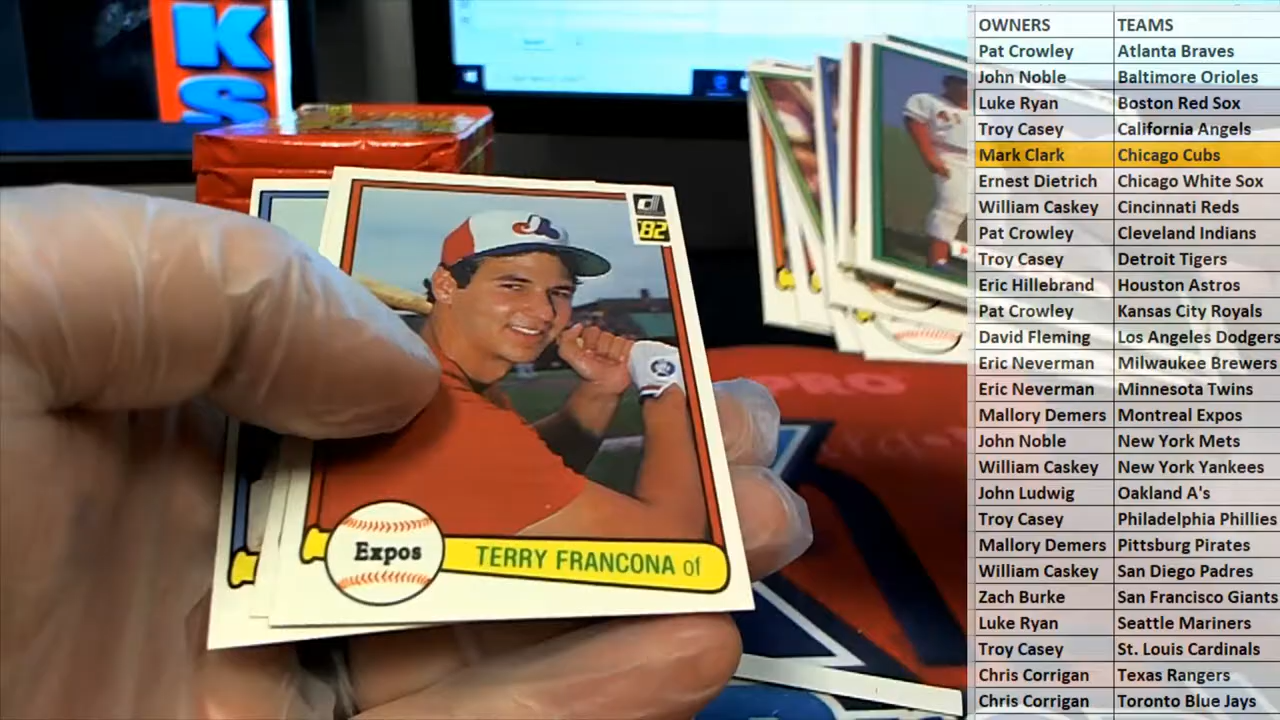 KS
d
'82
Expos
TERRY FRANCONA of
PRO
OWNERS TEAMS
Pat Crowley Atlanta Braves
John Noble Baltimore Orioles
Luke Ryan Boston Red Sox
Troy Casey California Angels
Mark Clark Chicago Cubs
Ernest Dietrich Chicago White Sox
William Caskey Cincinnati Reds
Pat Crowley Cleveland Indians
Troy Casey Detroit Tigers
Eric Hillebrand Houston Astros
Pat Crowley Kansas City Royals
David Fleming Los Angeles Dodgers
Eric Neverman Milwaukee Brewers
Eric Neverman Minnesota Twins
Mallory Demers Montreal Expos
John Noble New York Mets
William Caskey New York Yankees
John Ludwig Oakland A's
Troy Casey Philadelphia Phillies
Mallory Demers Pittsburg Pirates
William Caskey San Diego Padres
Zach Burke San Francisco Giants
Luke Ryan Seattle Mariners
Troy Casey St. Louis Cardinals
Chris Corrigan Texas Rangers
Chris Corrigan Toronto Blue Jays